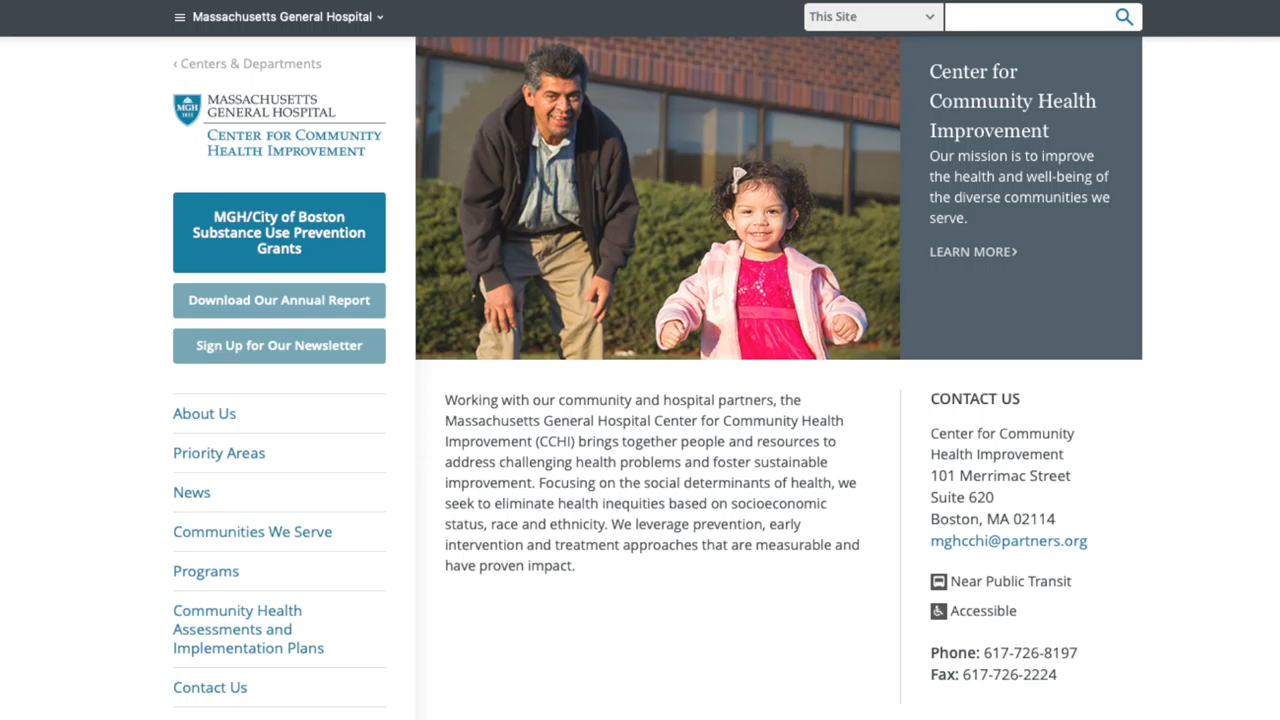 Massachusetts General Hospital
This Site
‹ Centers & Departments
MGH
1811
MASSACHUSETTS
GENERAL HOSPITAL
CENTER FOR COMMUNITY
HEALTH IMPROVEMENT
MGH/City of Boston
Substance Use Prevention
Grants
Download Our Annual Report
Sign Up for Our Newsletter
About Us
Priority Areas
News
Communities We Serve
Programs
Community Health
Assessments and
Implementation Plans
Contact Us
Center for
Community Health
Improvement
Our mission is to improve
the health and well-being of
the diverse communities we
serve.
LEARN MORE›
Working with our community and hospital partners, the
Massachusetts General Hospital Center for Community Health
Improvement (CCHI) brings together people and resources to
address challenging health problems and foster sustainable
improvement. Focusing on the social determinants of health, we
seek to eliminate health inequities based on socioeconomic
status, race and ethnicity. We leverage prevention, early
intervention and treatment approaches that are measurable and
have proven impact.
CONTACT US
Center for Community
Health Improvement
101 Merrimac Street
Suite 620
Boston, MA 02114
mghcchi@partners.org
Near Public Transit
Accessible
Phone: 617-726-8197
Fax: 617-726-2224